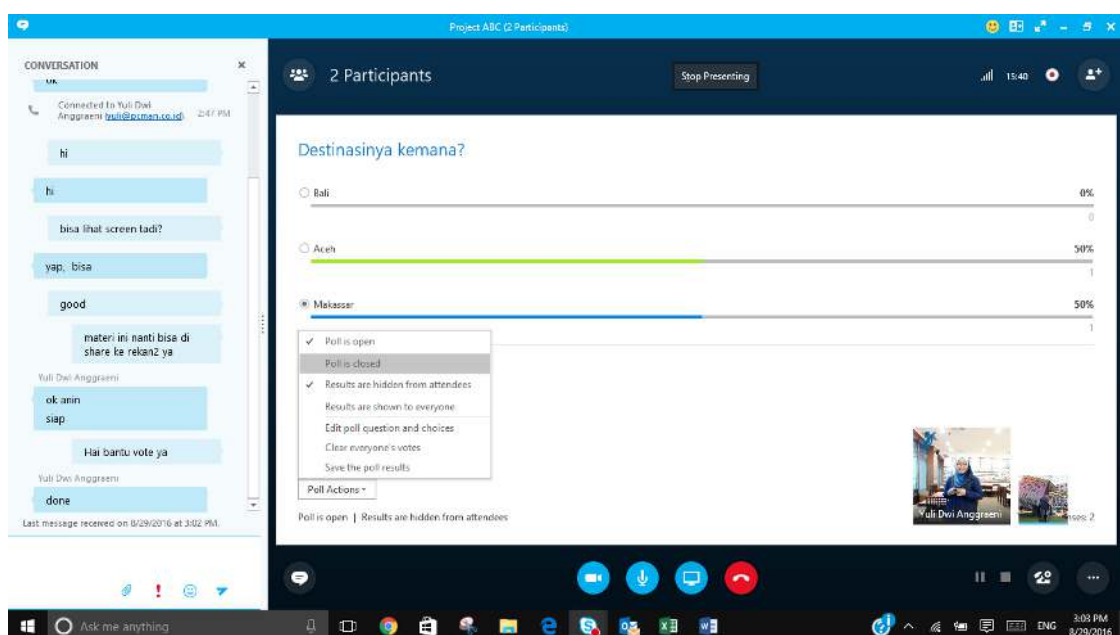 Project ABC (2 Participants)
CONVERSATION
ok
Connected to Yuli Dwi
Anggraeni (yuli@pcman.co.id). 2:47 PM
hi
hi
bisa lihat screen tadi?
yap, bisa
good
materi ini nanti bisa di
share ke rekan2 ya
Yuli Dwi Anggraeni
ok anin
siap
Hai bantu vote ya
Yuli Dwi Anggraeni
done
Last message received on 8/29/2016 at 3:02 PM.
2 Participants
Stop Presenting
15:40
Destinasinya kemana?
Bali 0%
0
Aceh 50%
1
Makassar 50%
1
Poll is open
Poll is closed
Results are hidden from attendees
Results are shown to everyone
Edit poll question and choices
Clear everyone's votes
Save the poll results
Poll Actions
Poll is open | Results are hidden from attendees
Yuli Dwi Anggraeni
2
Ask me anything
ENG
3:03 PM
8/29/2016